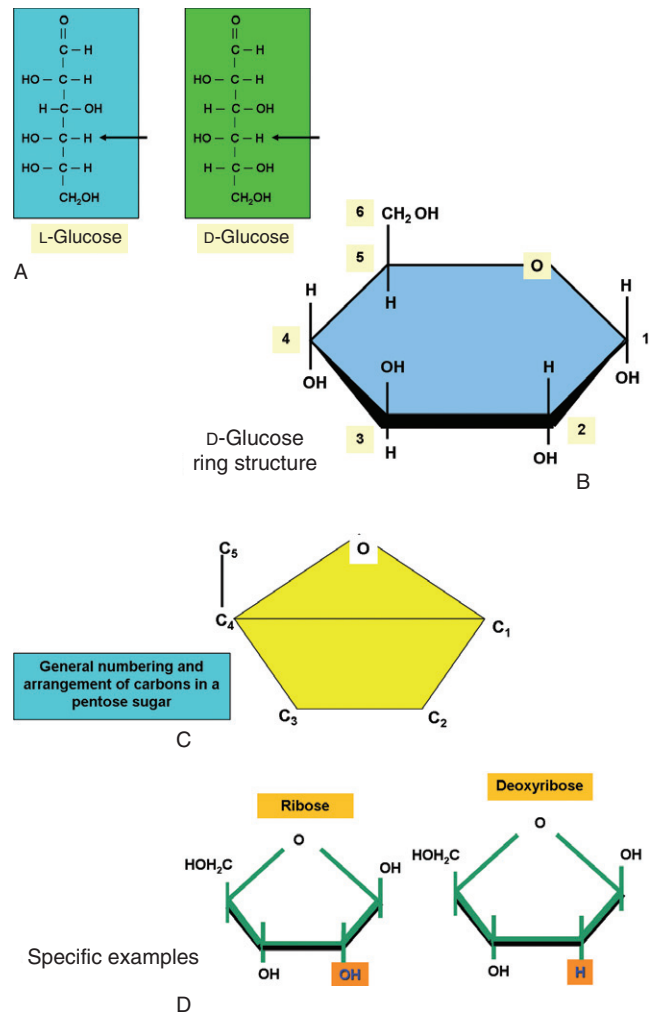 O
C – H
HO – C – H
H – C – OH
HO – C – H
HO – C – H
CH2OH
L-Glucose
O
C – H
HO – C – H
H – C – OH
HO – C – H
H – C – OH
CH2OH
D-Glucose
A
6 CH2 OH
5 O
H H H
4 1
OH H
OH OH
D-Glucose
ring structure
3 2
H OH
B
C5
O
C4 C1
General numbering and
arrangement of carbons in a
pentose sugar
C3 C2
C
Ribose
O
HOH2C OH
OH OH
Deoxyribose
O
HOH2C OH
OH H
Specific examples
D